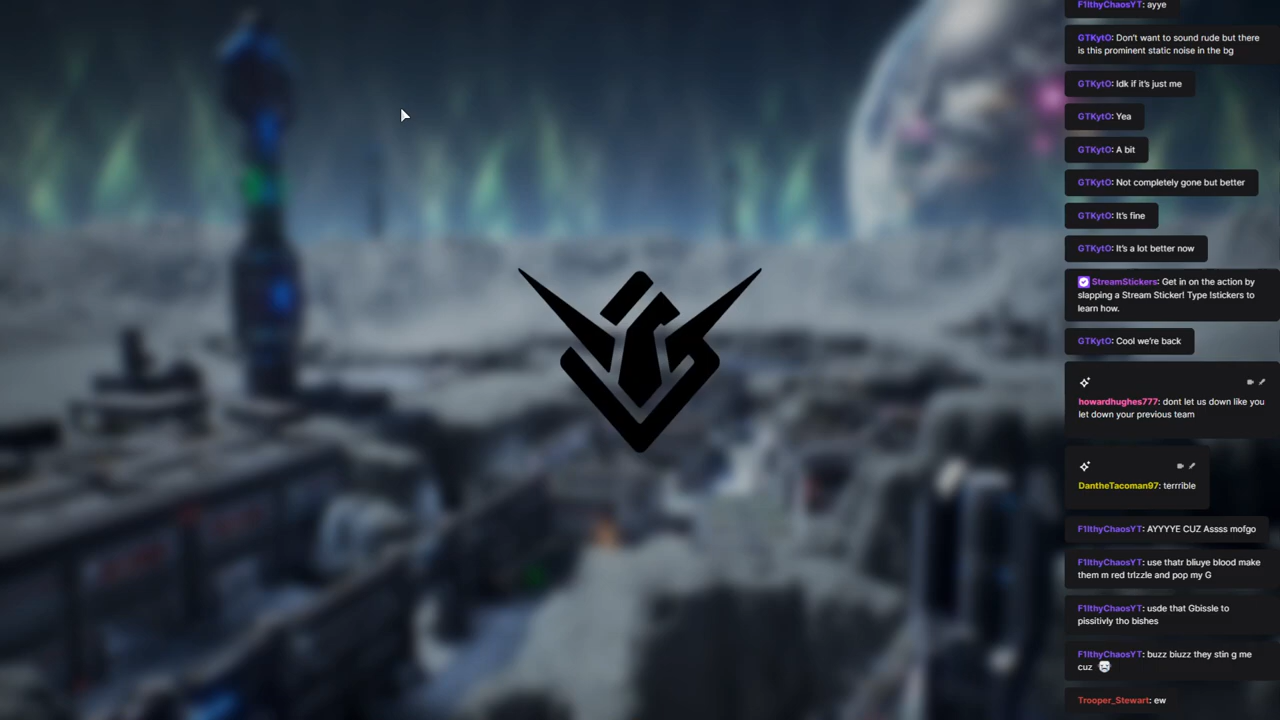 F1lthyChaosYT: ayye
GTKytO: Don't want to sound rude but there
is this prominent static noise in the bg
GTKytO: Idk if it's just me
GTKytO: Yea
GTKytO: A bit
GTKytO: Not completely gone but better
GTKytO: It's fine
GTKytO: It's a lot better now
StreamStickers: Get in on the action by
slapping a Stream Sticker! Type !stickers to
learn how.
GTKytO: Cool we're back
howardhughes777: dont let us down like you
let down your previous team
DantheTacoman97: terrrible
F1lthyChaosYT: AYYYYE CUZ Assss mofgo
F1lthyChaosYT: use thatr bliuye blood make
them m red trlzzle and pop my G
F1lthyChaosYT: usde that Gbissle to
pissitivly tho bishes
F1lthyChaosYT: buzz biuzz they stin g me
cuz
Trooper_Stewart: ew